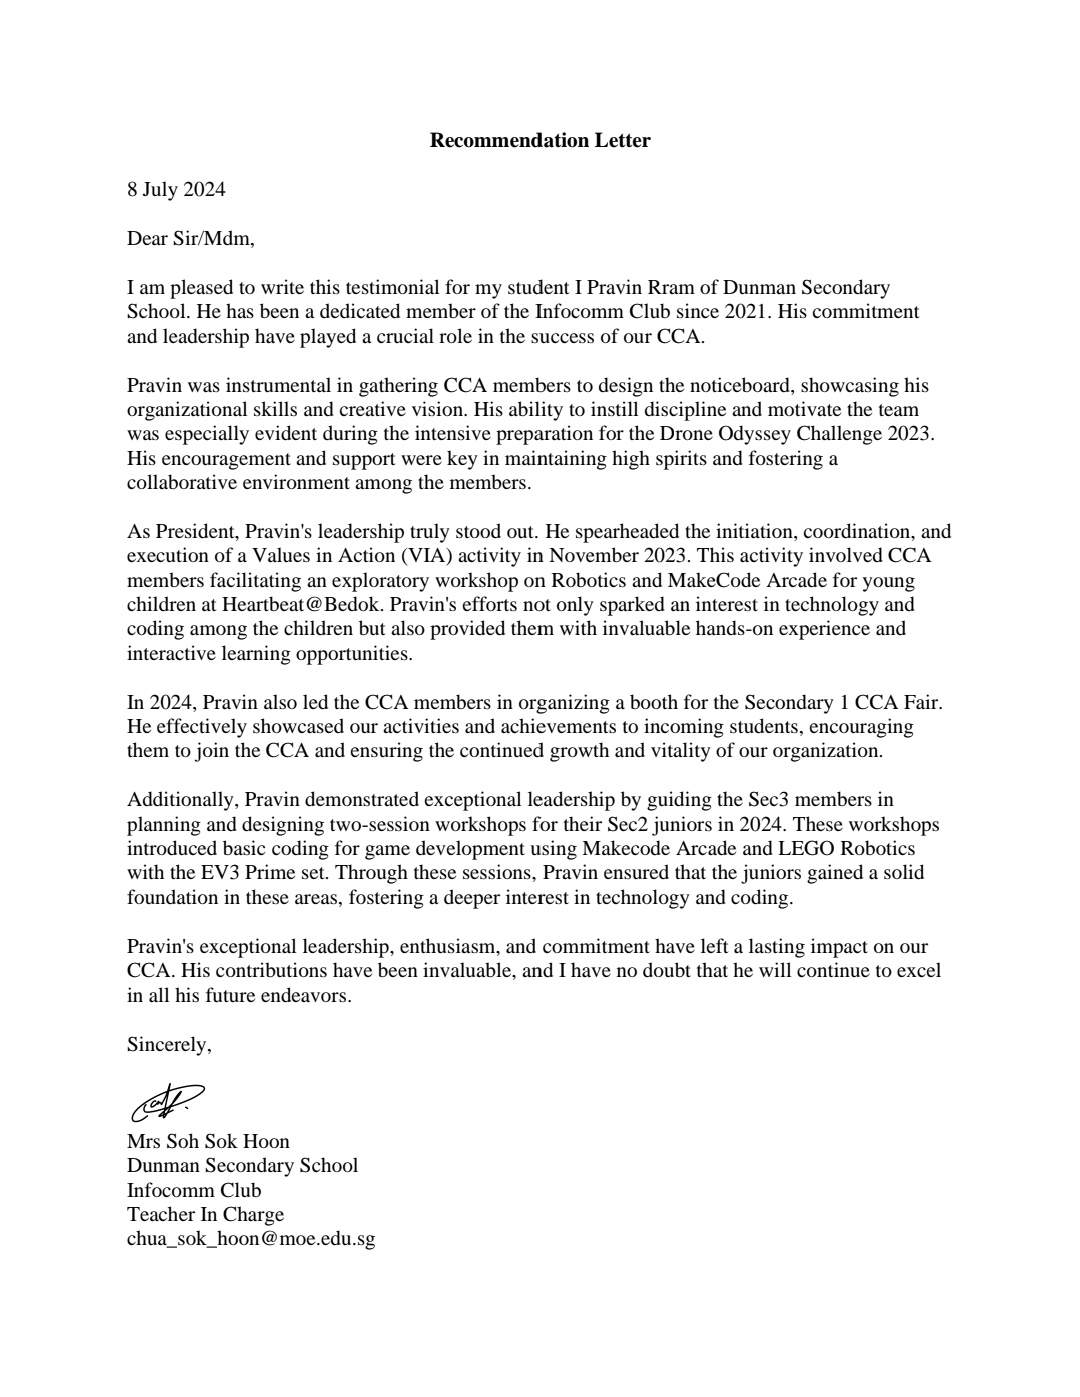 Recommendation Letter
8 July 2024
Dear Sir/Mdm,
I am pleased to write this testimonial for my student I Pravin Rram of Dunman Secondary
School. He has been a dedicated member of the Infocomm Club since 2021. His commitment
and leadership have played a crucial role in the success of our CCA.
Pravin was instrumental in gathering CCA members to design the noticeboard, showcasing his
organizational skills and creative vision. His ability to instill discipline and motivate the team
was especially evident during the intensive preparation for the Drone Odyssey Challenge 2023.
His encouragement and support were key in maintaining high spirits and fostering a
collaborative environment among the members.
As President, Pravin's leadership truly stood out. He spearheaded the initiation, coordination, and
execution of a Values in Action (VIA) activity in November 2023. This activity involved CCA
members facilitating an exploratory workshop on Robotics and MakeCode Arcade for young
children at Heartbeat@Bedok. Pravin's efforts not only sparked an interest in technology and
coding among the children but also provided them with invaluable hands-on experience and
interactive learning opportunities.
In 2024, Pravin also led the CCA members in organizing a booth for the Secondary 1 CCA Fair.
He effectively showcased our activities and achievements to incoming students, encouraging
them to join the CCA and ensuring the continued growth and vitality of our organization.
Additionally, Pravin demonstrated exceptional leadership by guiding the Sec3 members in
planning and designing two-session workshops for their Sec2 juniors in 2024. These workshops
introduced basic coding for game development using Makecode Arcade and LEGO Robotics
with the EV3 Prime set. Through these sessions, Pravin ensured that the juniors gained a solid
foundation in these areas, fostering a deeper interest in technology and coding.
Pravin's exceptional leadership, enthusiasm, and commitment have left a lasting impact on our
CCA. His contributions have been invaluable, and I have no doubt that he will continue to excel
in all his future endeavors.
Sincerely,
Mrs Soh Sok Hoon
Dunman Secondary School
Infocomm Club
Teacher In Charge
chua_sok_hoon@moe.edu.sg